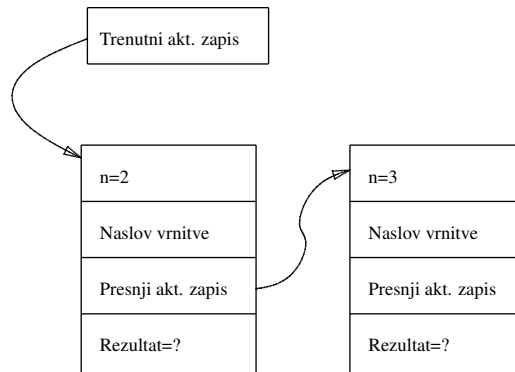 Trenutni akt. zapis
n=2
Naslov vrnitve
Presnji akt. zapis
Rezultat=?
n=3
Naslov vrnitve
Presnji akt. zapis
Rezultat=?